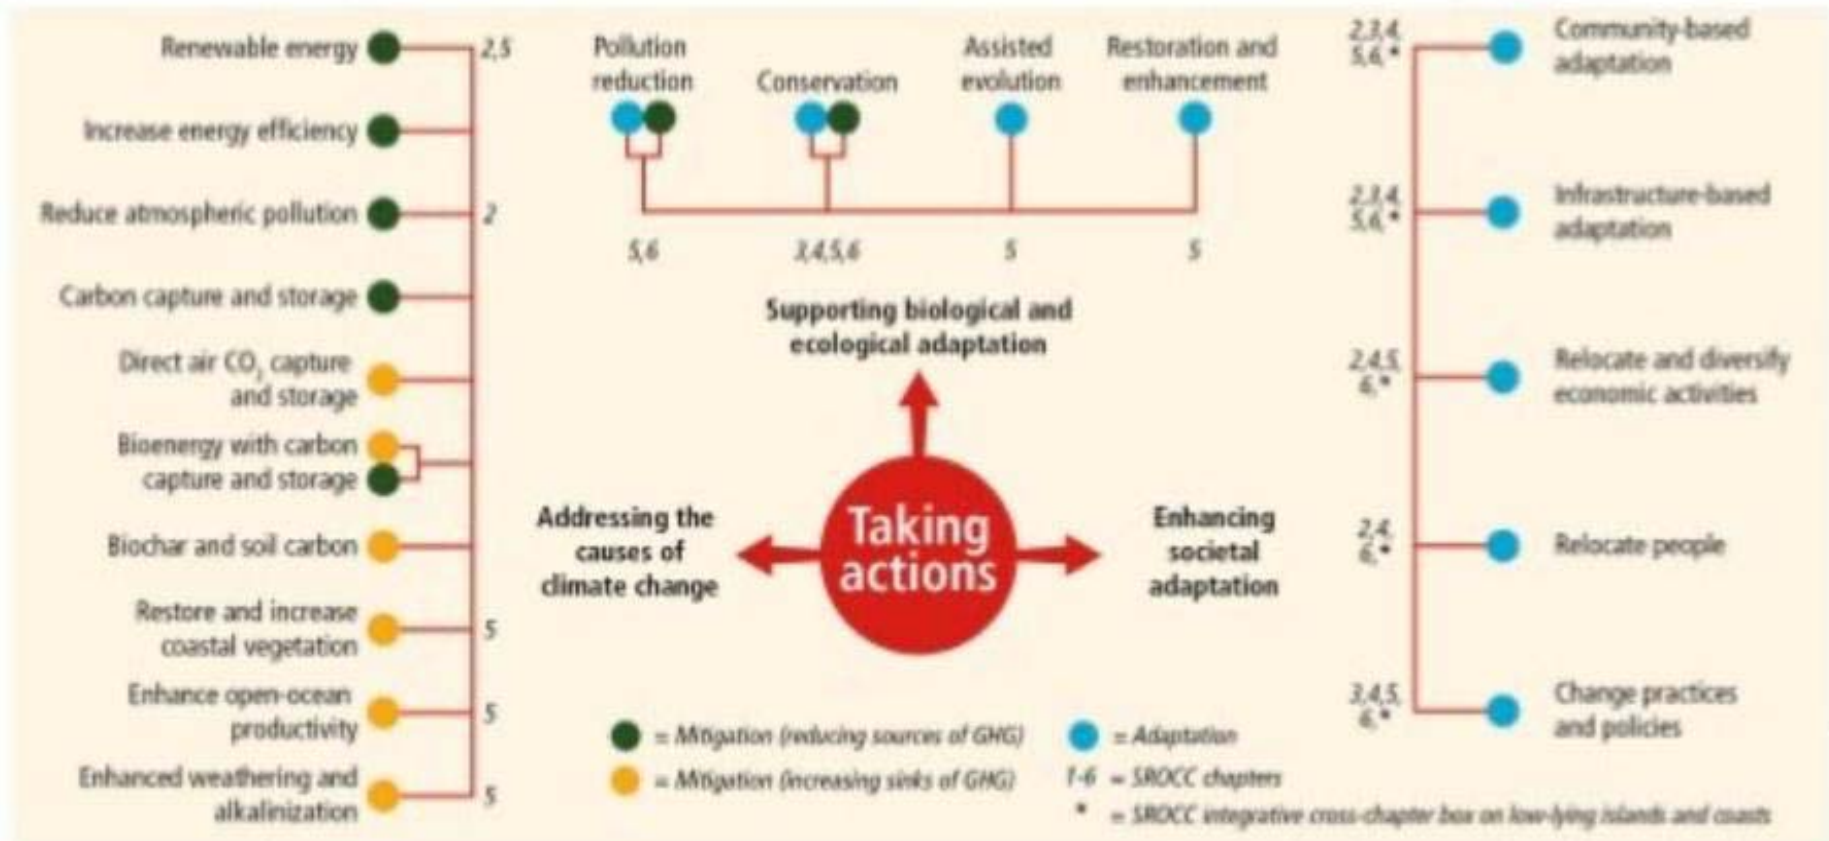 Renewable energy
2,5
Increase energy efficiency
Reduce atmospheric pollution
2
Carbon capture and storage
Direct air CO2 capture
and storage
Bioenergy with carbon
capture and storage
Biochar and soil carbon
Restore and increase
coastal vegetation
5
Enhance open-ocean
productivity
5
Enhanced weathering and
alkalinization
5
Pollution
reduction
Conservation
Assisted
evolution
Restoration and
enhancement
5,6
3,4,5,6
5
5
Supporting biological and
ecological adaptation
Addressing the
causes of
climate change
Taking
actions
Enhancing
societal
adaptation
2,3,4,
5,6,*
Community-based
adaptation
2,3,4,
5,6,*
Infrastructure-based
adaptation
2,4,5,
6,*
Relocate and diversify
economic activities
2,4,
6,*
Relocate people
3,4,5,
6,*
Change practices
and policies
= Mitigation (reducing sources of GHG)
= Mitigation (increasing sinks of GHG)
= Adaptation
1-6 = SROCC chapters
* = SROCC integrative cross-chapter box on low-lying islands and coasts